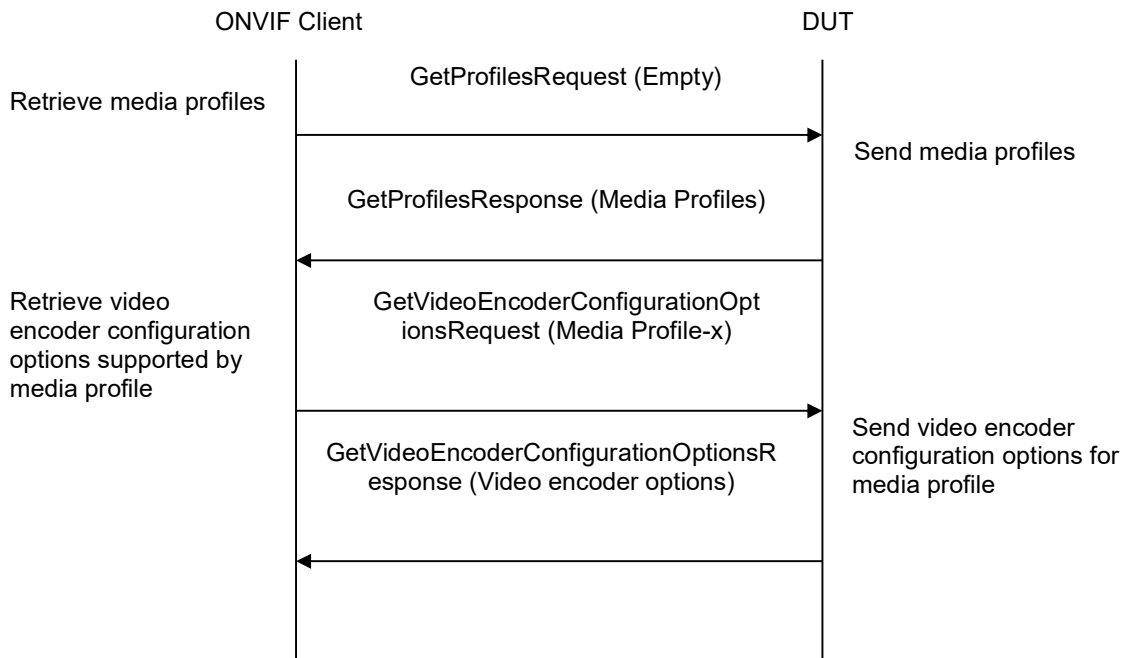 ONVIF Client
DUT
GetProfilesRequest (Empty)
Retrieve media profiles
Send media profiles
GetProfilesResponse (Media Profiles)
Retrieve video
encoder configuration
options supported by
media profile
GetVideoEncoderConfigurationOpt
ionsRequest (Media Profile-x)
Send video encoder
configuration options for
media profile
GetVideoEncoderConfigurationOptionsR
esponse (Video encoder options)